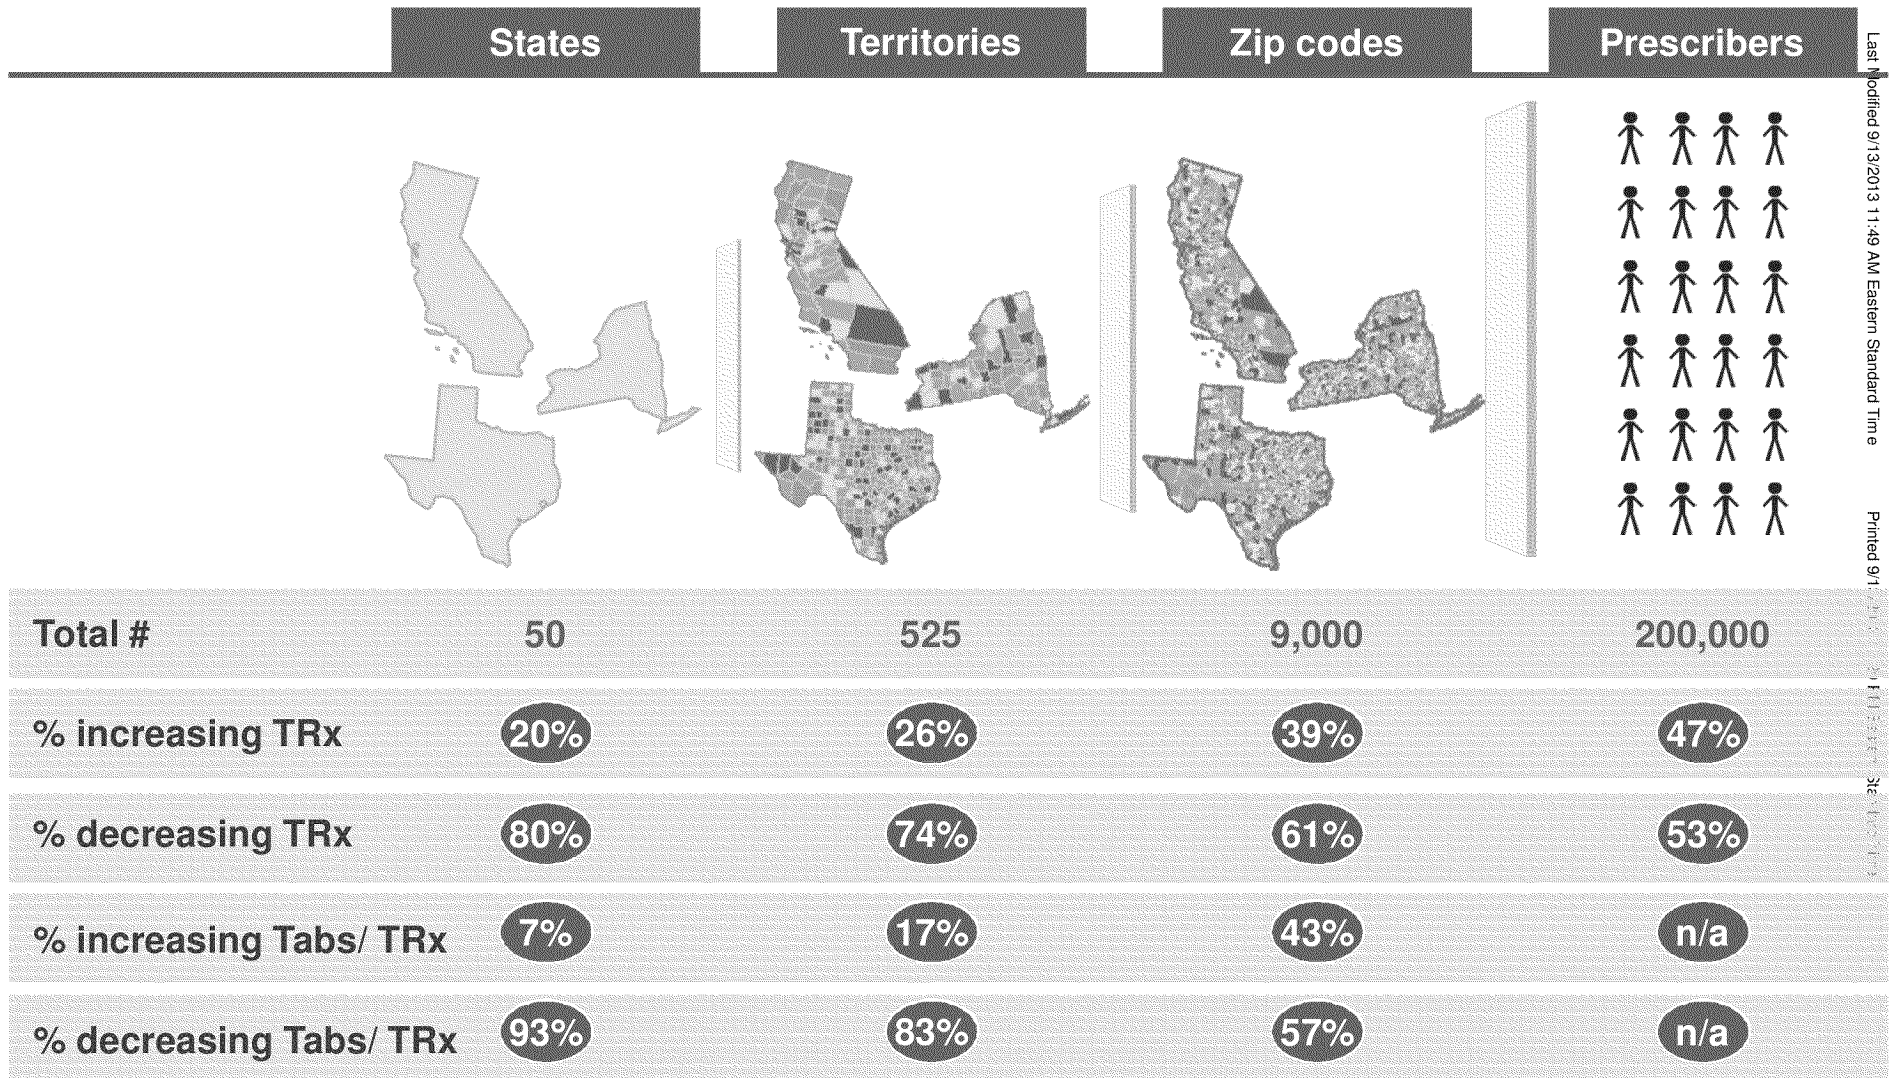 States Territories Zip codes Prescribers
Total # 50 525 9,000 200,000
% increasing TRx 20% 26% 39% 47%
% decreasing TRx 80% 74% 61% 53%
% increasing Tabs/ TRx 7% 17% 43% n/a
% decreasing Tabs/ TRx 93% 83% 57% n/a
Last Modified 9/13/2013 11:49 AM Eastern Standard Time
Printed